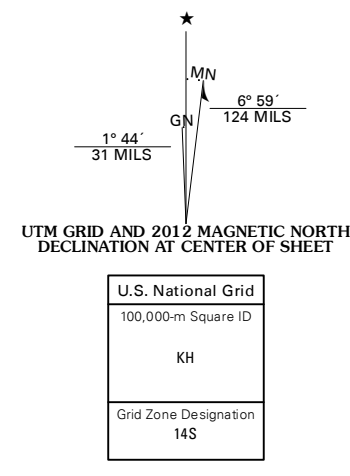 ★
MN
GN
6° 59´
124 MILS
1° 44´
31 MILS
UTM GRID AND 2012 MAGNETIC NORTH
DECLINATION AT CENTER OF SHEET
U.S. National Grid
100,000-m Square ID
KH
Grid Zone Designation
14S